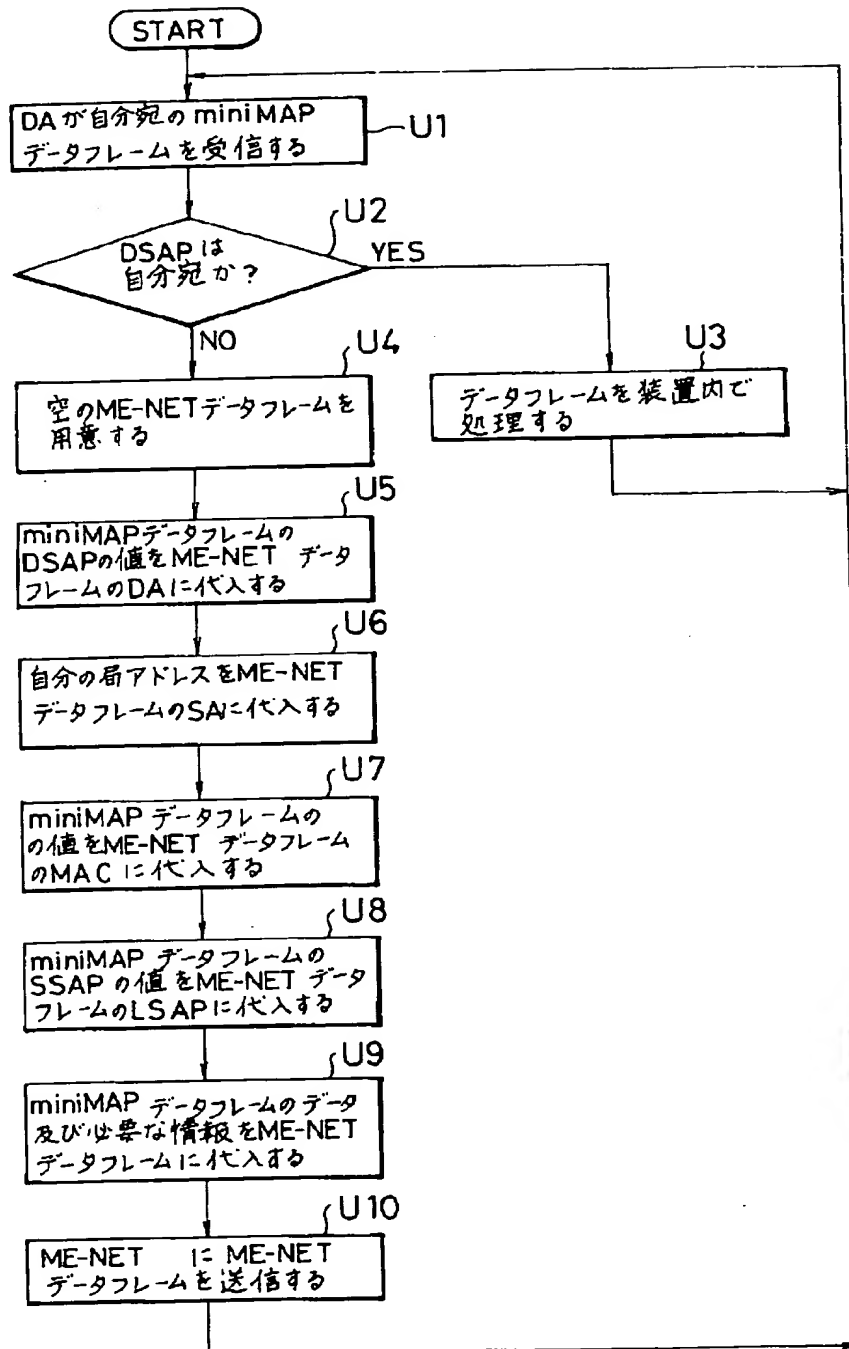 START
DAが自分宛のminiMAP
データフレームを受信する
U1
U2
DSAPは
自分宛か?
YES
NO
U3
データフレームを装置内で
処理する
U4
空のME-NETデータフレームを
用意する
U5
miniMAPデータフレームの
DSAPの値をME-NET データ
フレームのDAに代入する
U6
自分の局アドレスをME-NET
データフレームのSAに代入する
U7
miniMAP データフレームの
の値をME-NET データフレーム
のMACに代入する
U8
miniMAP データフレームの
SSAPの値をME-NET データ
フレームのLSAPに代入する
U9
miniMAP データフレームのデータ
及び必要な情報をME-NET
データフレームに代入する
U10
ME-NET に ME-NET
データフレームを送信する